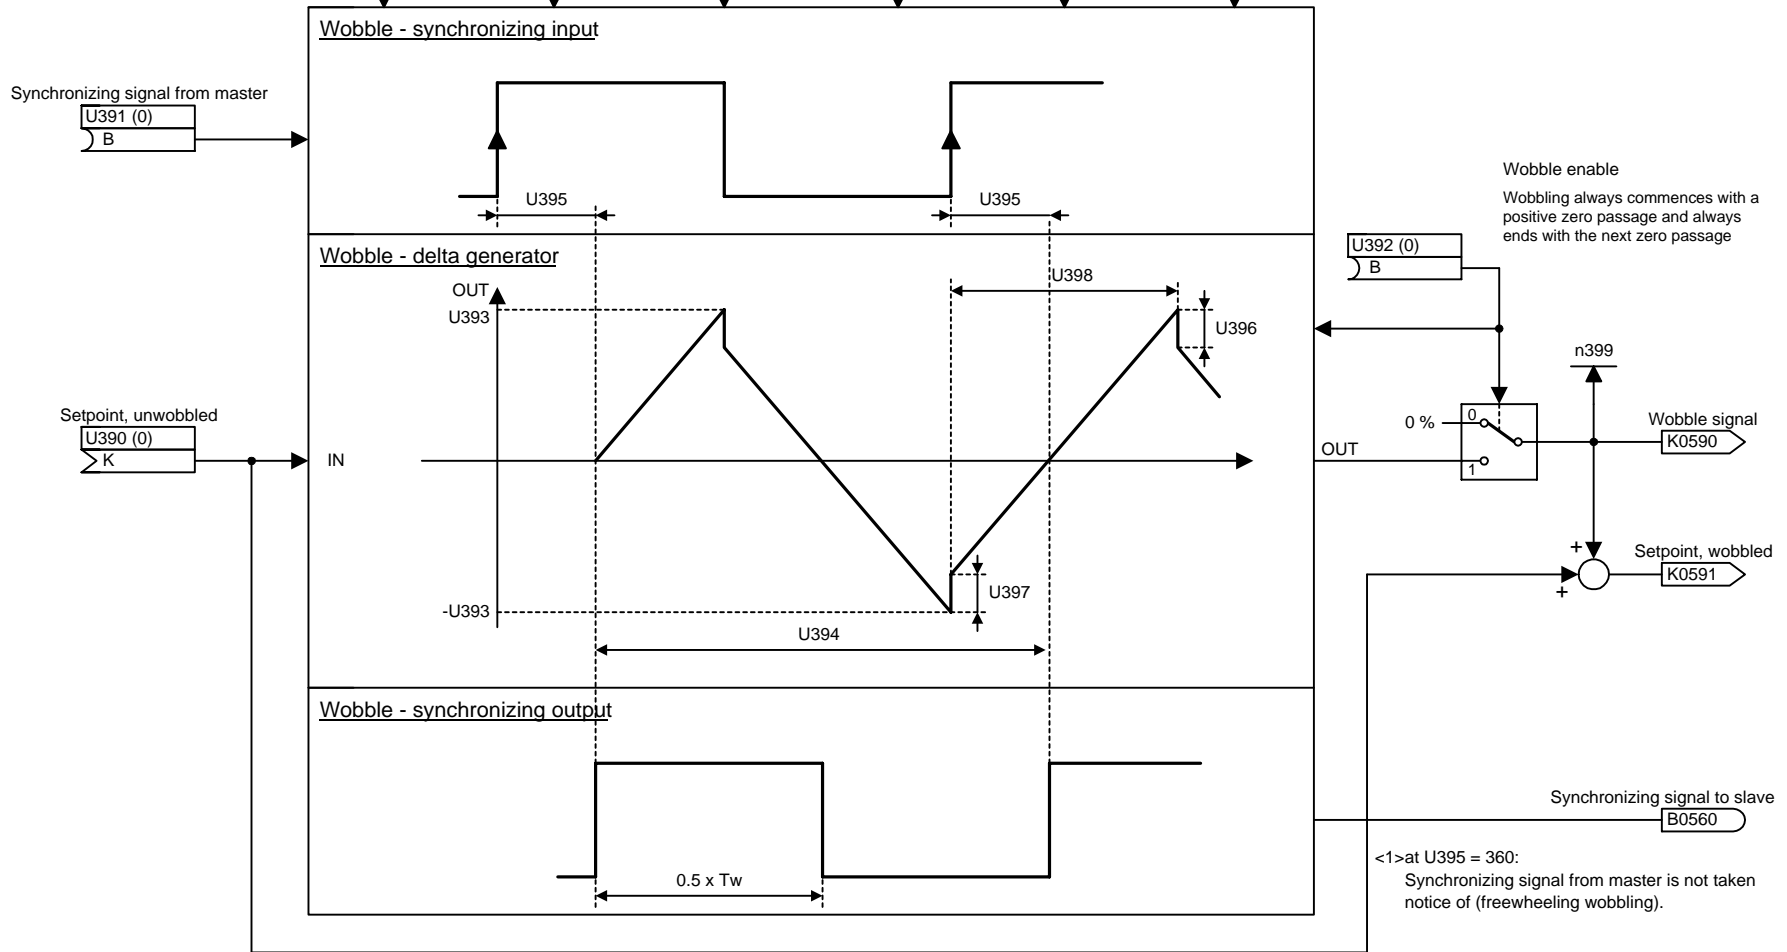 Wobble - synchronizing input
Synchronizing signal from master
U391 (0)
B
U395
U395
Wobble enable
Wobbling always commences with a
positive zero passage and always
ends with the next zero passage
U392 (0)
B
Wobble - delta generator
OUT
U393
U398
U396
n399
Setpoint, unwobbled
U390 (0)
K
IN
OUT
0 %
0
1
Wobble signal
K0590
+
+
Setpoint, wobbled
K0591
U397
-U393
U394
Wobble - synchronizing output
0.5 x Tw
Synchronizing signal to slave
B0560
<1>at U395 = 360:
Synchronizing signal from master is not taken
notice of (freewheeling wobbling).